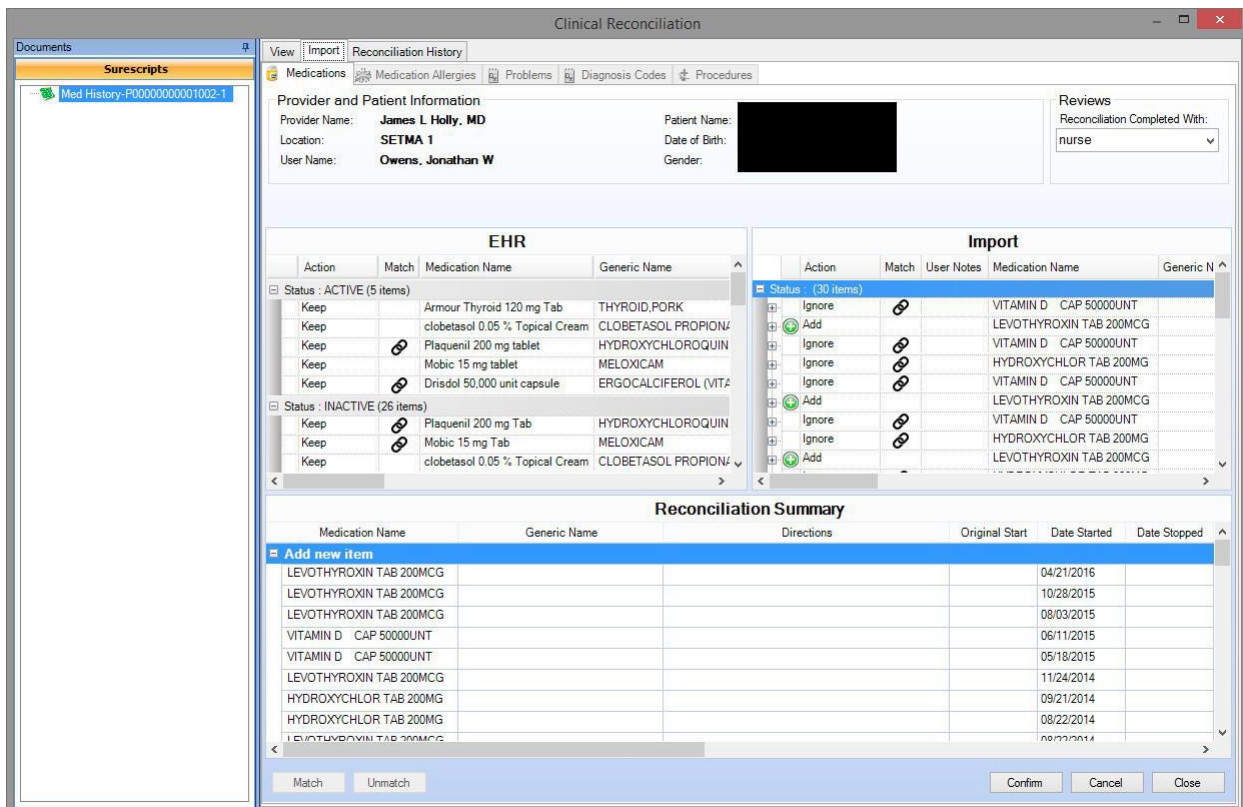 Clinical Reconciliation
Documents
Surescripts
Med History-P00000000001002-1
View Import Reconciliation History
Medications Medication Allergies Problems Diagnosis Codes Procedures
Provider and Patient Information
Provider Name: James L Holly, MD Patient Name:
Location: SETMA 1 Date of Birth:
User Name: Owens, Jonathan W Gender:
Reviews
Reconciliation Completed With:
nurse
EHR
Action Match Medication Name Generic Name
Status : ACTIVE (5 items)
Keep Armour Thyroid 120 mg Tab THYROID,PORK
Keep clobetasol 0.05 % Topical Cream CLOBETASOL PROPIONA
Keep Plaquenil 200 mg tablet HYDROXYCHLOROQUIN
Keep Mobic 15 mg tablet MELOXICAM
Keep Drisdol 50,000 unit capsule ERGOCALCIFEROL (VITA
Status : INACTIVE (26 items)
Keep Plaquenil 200 mg Tab HYDROXYCHLOROQUIN
Keep Mobic 15 mg Tab MELOXICAM
Keep clobetasol 0.05 % Topical Cream CLOBETASOL PROPIONA
Import
Action Match User Notes Medication Name Generic N
Status : (30 items)
Ignore VITAMIN D CAP 50000UNT
Add LEVOTHYROXIN TAB 200MCG
Ignore VITAMIN D CAP 50000UNT
Ignore HYDROXYCHLOR TAB 200MG
Ignore VITAMIN D CAP 50000UNT
Add LEVOTHYROXIN TAB 200MCG
Ignore VITAMIN D CAP 50000UNT
Ignore HYDROXYCHLOR TAB 200MG
Add LEVOTHYROXIN TAB 200MCG
Reconciliation Summary
Medication Name Generic Name Directions Original Start Date Started Date Stopped
Add new item
LEVOTHYROXIN TAB 200MCG 04/21/2016
LEVOTHYROXIN TAB 200MCG 10/28/2015
LEVOTHYROXIN TAB 200MCG 08/03/2015
VITAMIN D CAP 50000UNT 06/11/2015
VITAMIN D CAP 50000UNT 05/18/2015
LEVOTHYROXIN TAB 200MCG 11/24/2014
HYDROXYCHLOR TAB 200MG 09/21/2014
HYDROXYCHLOR TAB 200MG 08/22/2014
LEVOTHYROXIN TAB 200MCG 08/22/2014
Match Unmatch Confirm Cancel Close